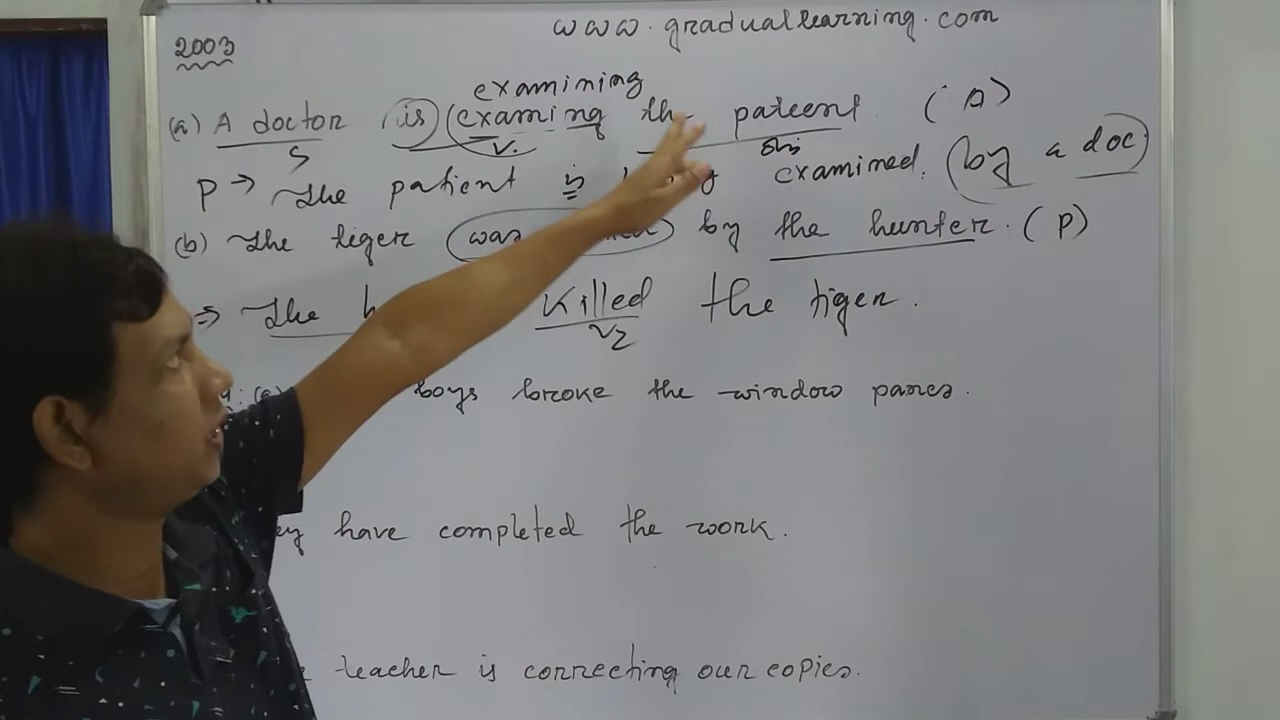 www.graduallearning.com
2003
examining
(a) A doctor is (examing the patient. (A)
S V. Obj
P → The patient is examined. (by a doc)
(b) The tiger was by the hunter. (P)
⇒ The killed the tiger.
V2
boys broke the window panes.
have completed the work.
teacher is correcting our copies.